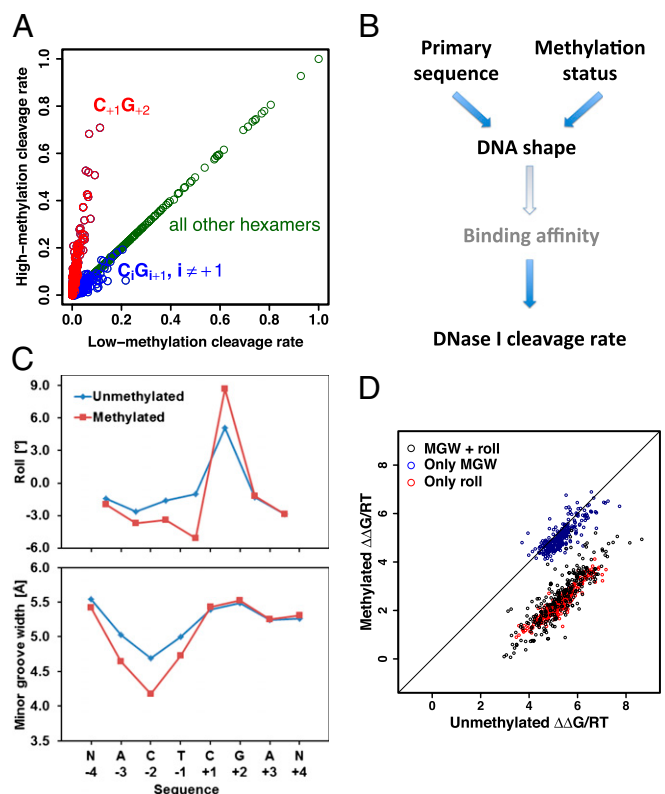 A
High−methylation cleavage rate
1.0
0.8
0.6
0.4
0.2
0.0
C+1G+2
all other hexamers
CiGi+1, i ≠ +1
0.0 0.2 0.4 0.6 0.8 1.0
Low−methylation cleavage rate
B
Primary sequence
Methylation status
DNA shape
Binding affinity
DNase I cleavage rate
C
Roll [°]
9.0
6.0
3.0
0.0
-3.0
-6.0
Unmethylated
Methylated
Minor groove width [Å]
6.0
5.5
5.0
4.5
4.0
3.5
N A C T C G A N
-4 -3 -2 -1 +1 +2 +3 +4
Sequence
D
Methylated ΔΔG/RT
8
6
4
2
0
MGW + roll
Only MGW
Only roll
0 2 4 6 8
Unmethylated ΔΔG/RT